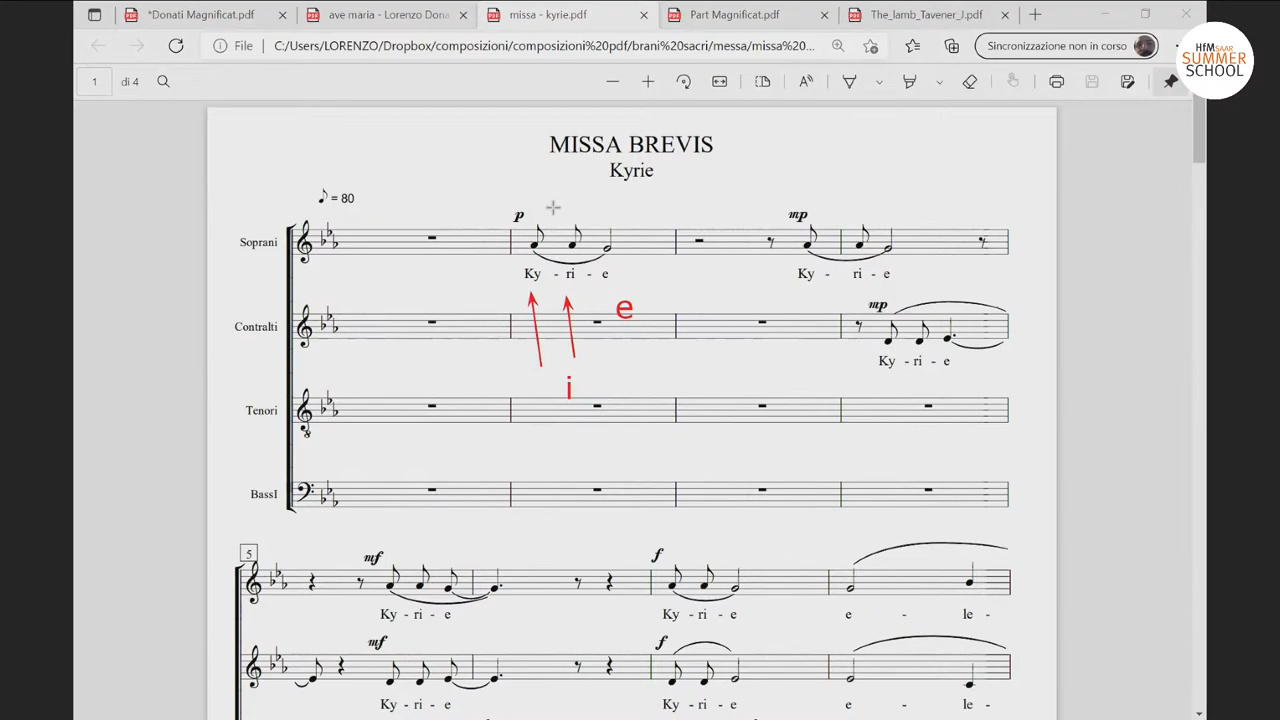 *Donati Magnificat.pdf
ave maria - Lorenzo Dona
missa - kyrie.pdf
Part Magnificat.pdf
The_lamb_Tavener_J.pdf
File
C:/Users/LORENZO/Dropbox/composizioni/composizioni%20pdf/brani%20sacri/messa/missa%20...
Sincronizzazione non in corso
HfMSAAR
SUMMER
SCHOOL
1 di 4
MISSA BREVIS
Kyrie
♪ = 80
p mp
Soprani
Ky - ri - e Ky - ri - e
e
mp
Contralti
Ky - ri - e
i
Tenori
8
BassI
5
mf f
Ky - ri - e Ky - ri - e e - le -
mf f
Ky - ri - e Ky - ri - e e - le -